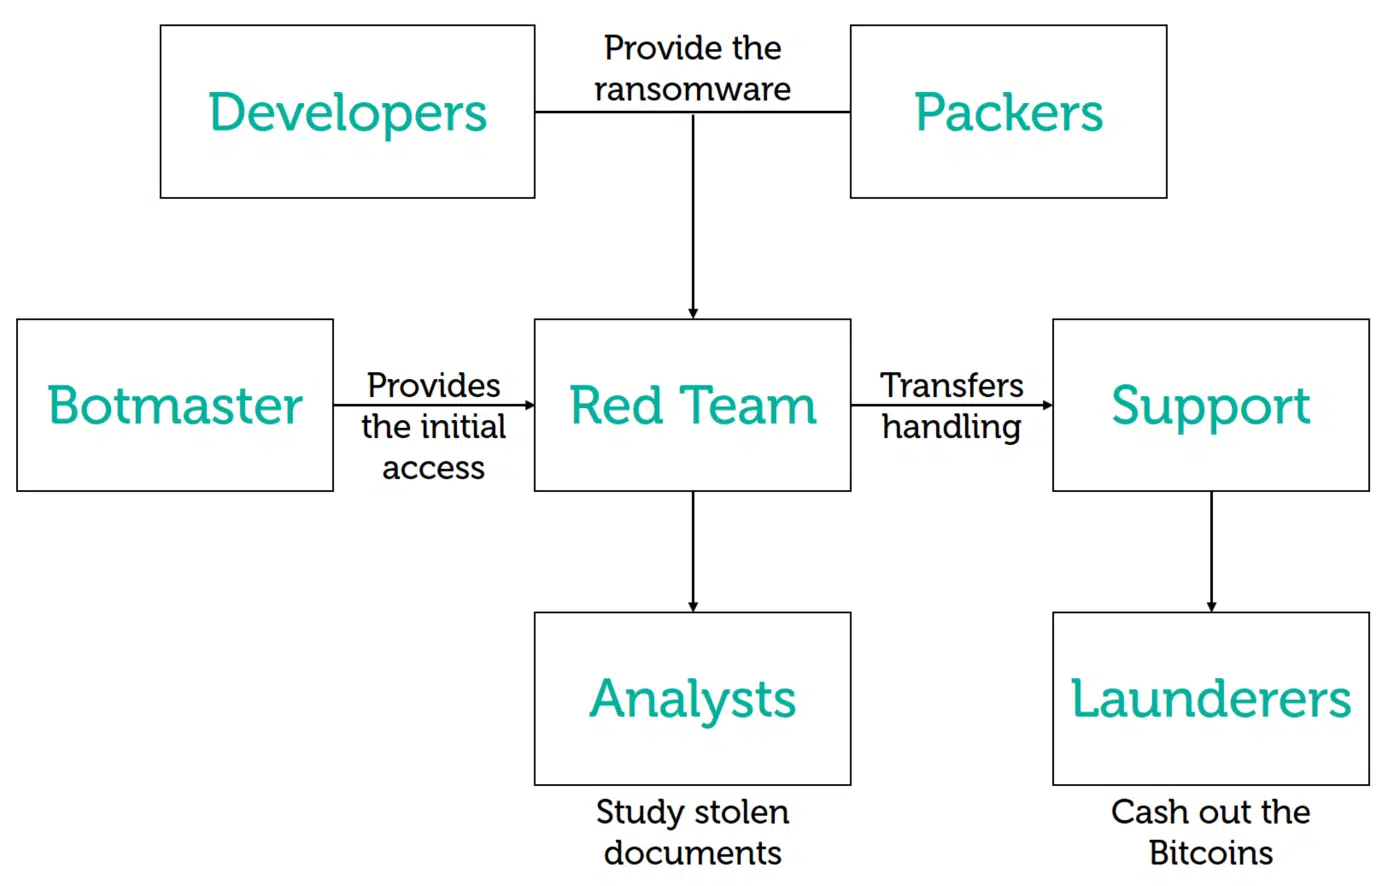 Developers
Provide the
ransomware
Packers
Botmaster
Provides
the initial
access
Red Team
Transfers
handling
Support
Analysts
Launderers
Study stolen
documents
Cash out the
Bitcoins